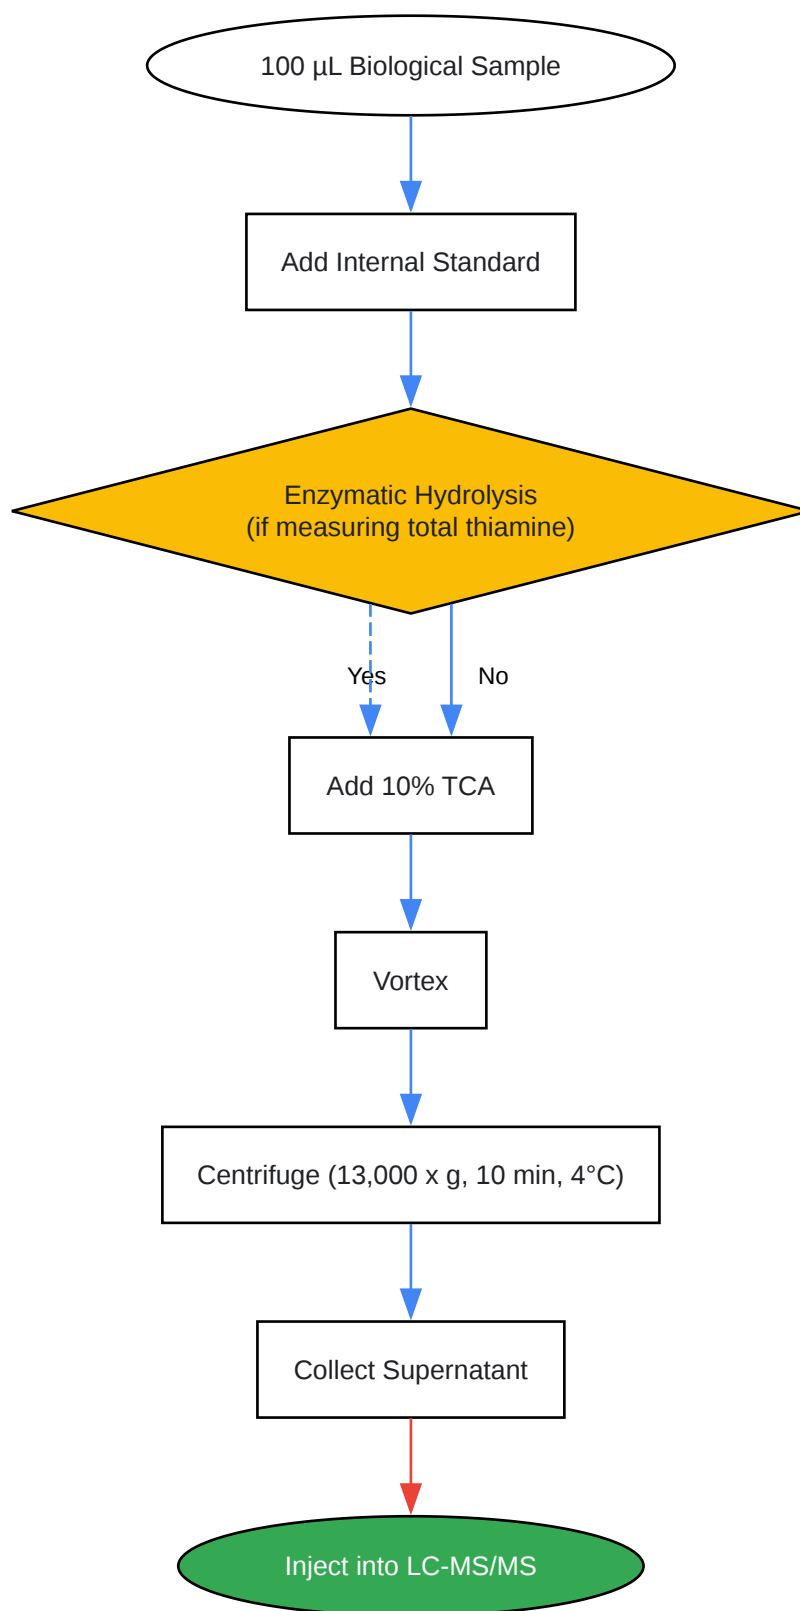 100 µL Biological Sample
Add Internal Standard
Enzymatic Hydrolysis
(if measuring total thiamine)
Yes
No
Add 10% TCA
Vortex
Centrifuge (13,000 x g, 10 min, 4°C)
Collect Supernatant
Inject into LC-MS/MS